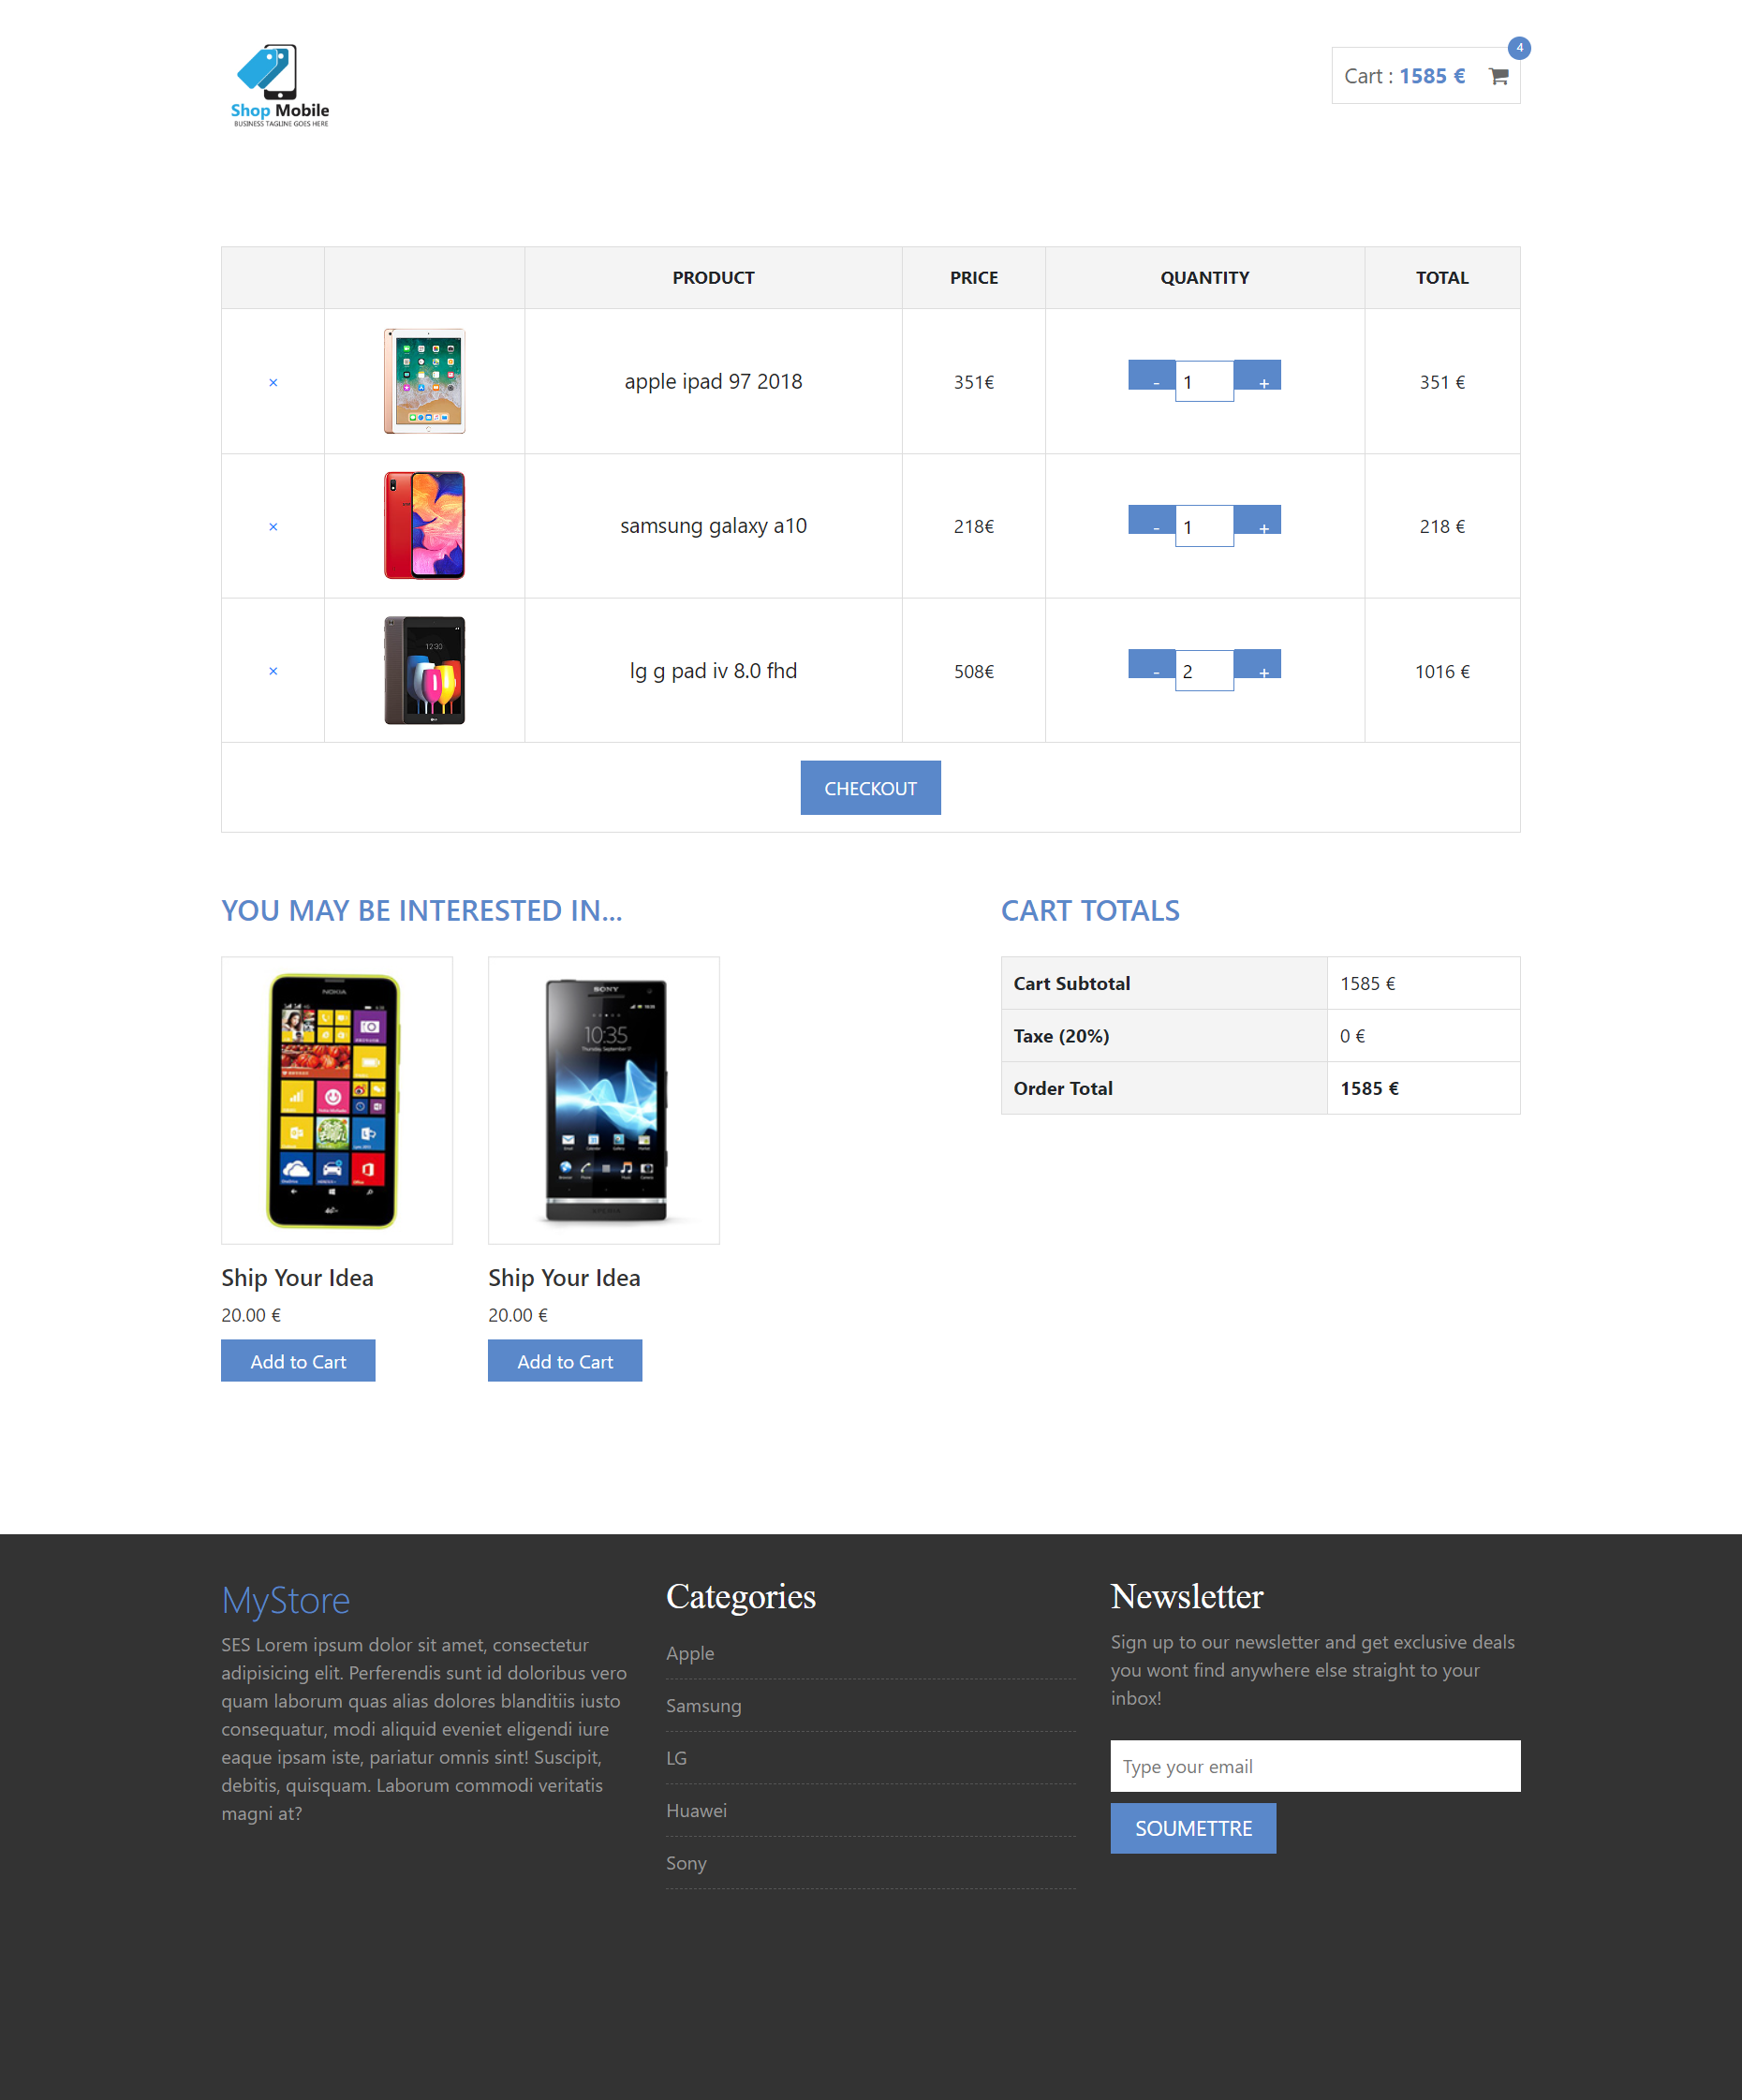 4
Cart : 1585 €
Shop Mobile
BUSINESS TAGLINE GOES HERE
PRODUCT PRICE QUANTITY TOTAL
× apple ipad 97 2018 351€ - 1 + 351 €
× samsung galaxy a10 218€ - 1 + 218 €
12:30
× lg g pad iv 8.0 fhd 508€ - 2 + 1016 €
CHECKOUT
YOU MAY BE INTERESTED IN...
NOKIA
SONY
10:35
Ship Your Idea
20.00 €
Add to Cart
Ship Your Idea
20.00 €
Add to Cart
CART TOTALS
Cart Subtotal 1585 €
Taxe (20%) 0 €
Order Total 1585 €
MyStore
SES Lorem ipsum dolor sit amet, consectetur
adipisicing elit. Perferendis sunt id doloribus vero
quam laborum quas alias dolores blanditiis iusto
consequatur, modi aliquid eveniet eligendi iure
eaque ipsam iste, pariatur omnis sint! Suscipit,
debitis, quisquam. Laborum commodi veritatis
magni at?
Categories
Apple
Samsung
LG
Huawei
Sony
Newsletter
Sign up to our newsletter and get exclusive deals
you wont find anywhere else straight to your
inbox!
Type your email
SOUMETTRE